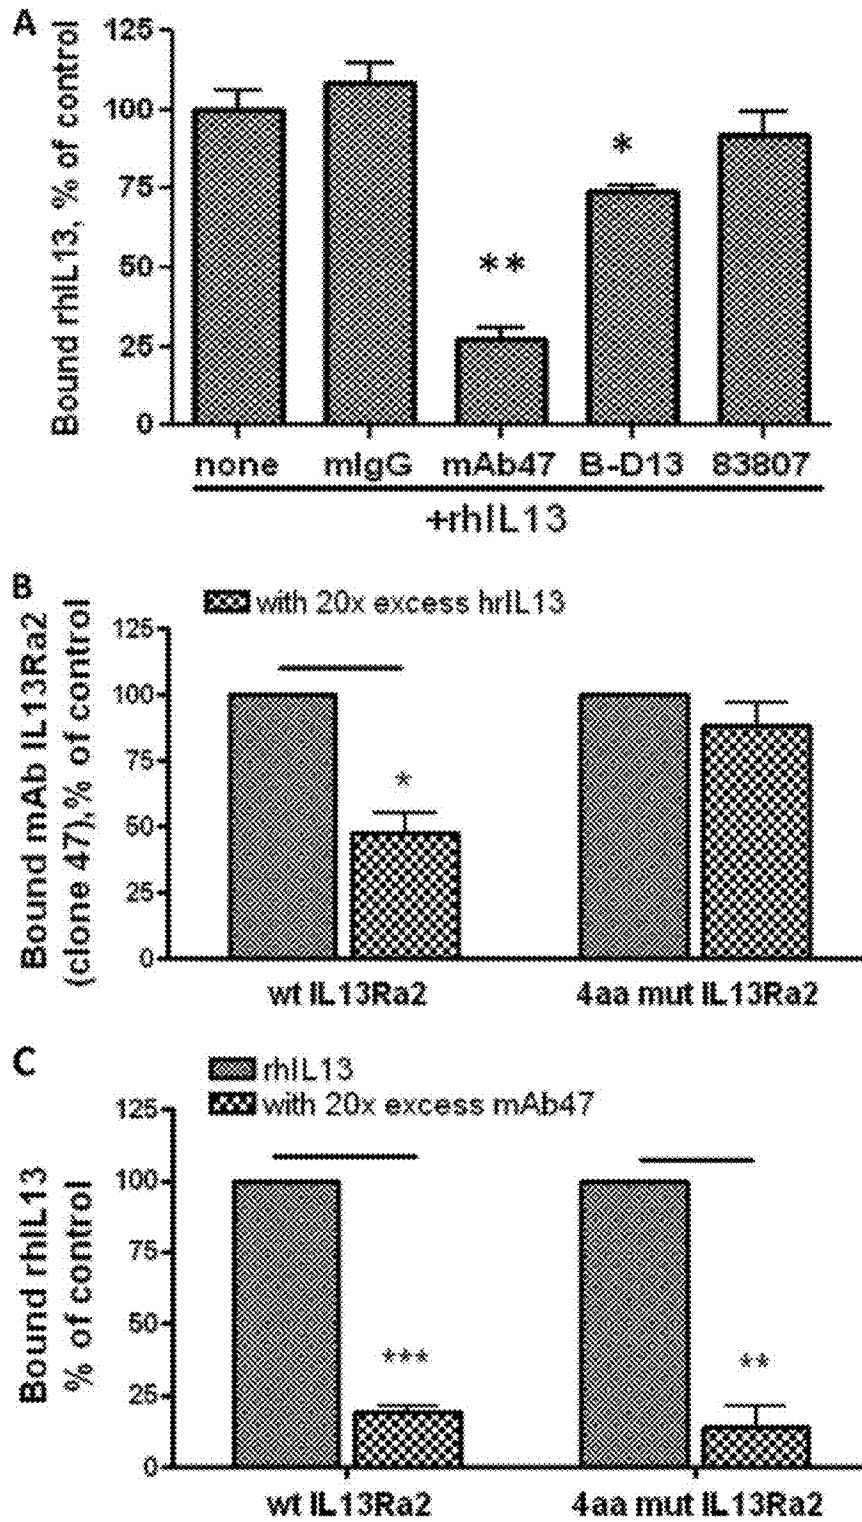 A
Bound rhIL13, % of control
125
100
75
50
25
0
**
*
none mIgG mAb47 B-D13 83807
+rhIL13
B
with 20x excess hrIL13
Bound mAb IL13Ra2
(clone 47),% of control
125
100
75
50
25
0
*
wt IL13Ra2 4aa mut IL13Ra2
C
rhIL13
with 20x excess mAb47
Bound rhIL13
% of control
125
100
75
50
25
0
***
**
wt IL13Ra2 4aa mut IL13Ra2